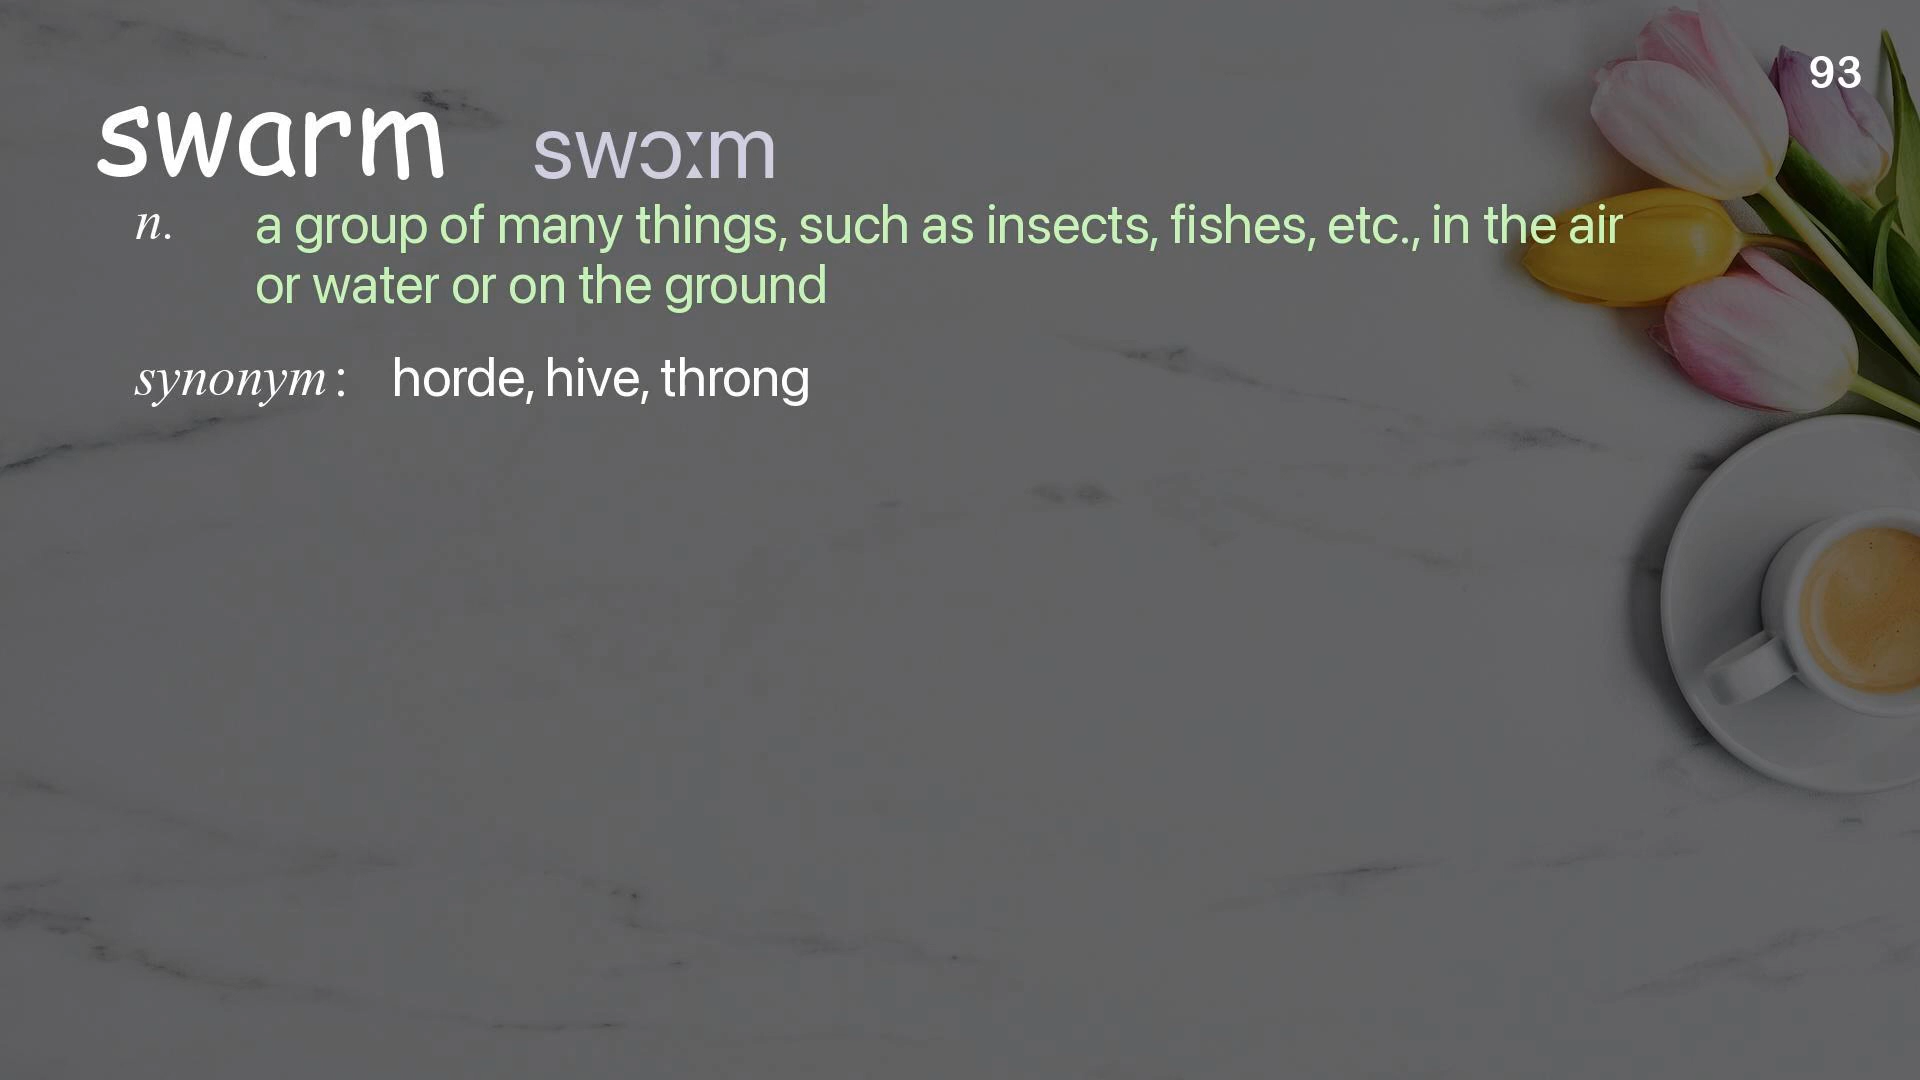 93
swarm swɔːm
n. a group of many things, such as insects, fishes, etc., in the air
or water or on the ground
synonym: horde, hive, throng